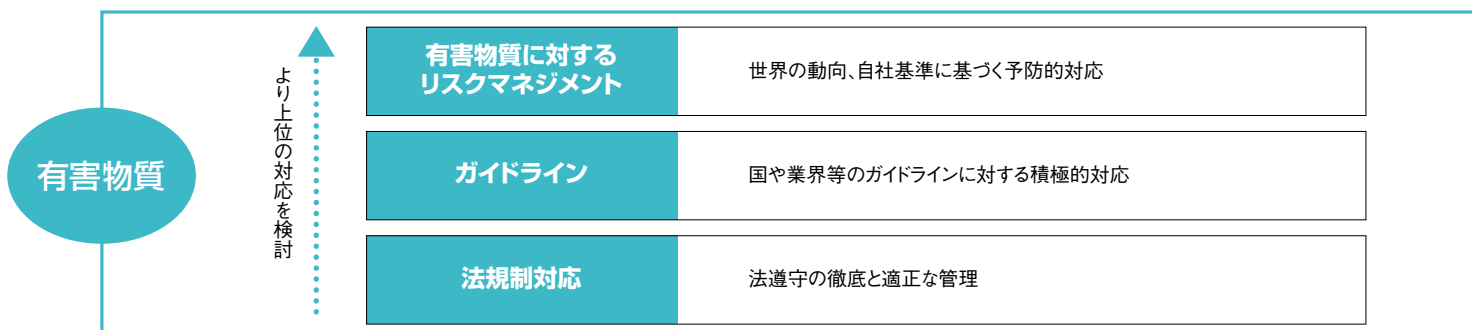 有害物質
より上位の対応を検討
有害物質に対する
リスクマネジメント
世界の動向、自社基準に基づく予防的対応
ガイドライン
国や業界等のガイドラインに対する積極的対応
法規制対応
法遵守の徹底と適正な管理